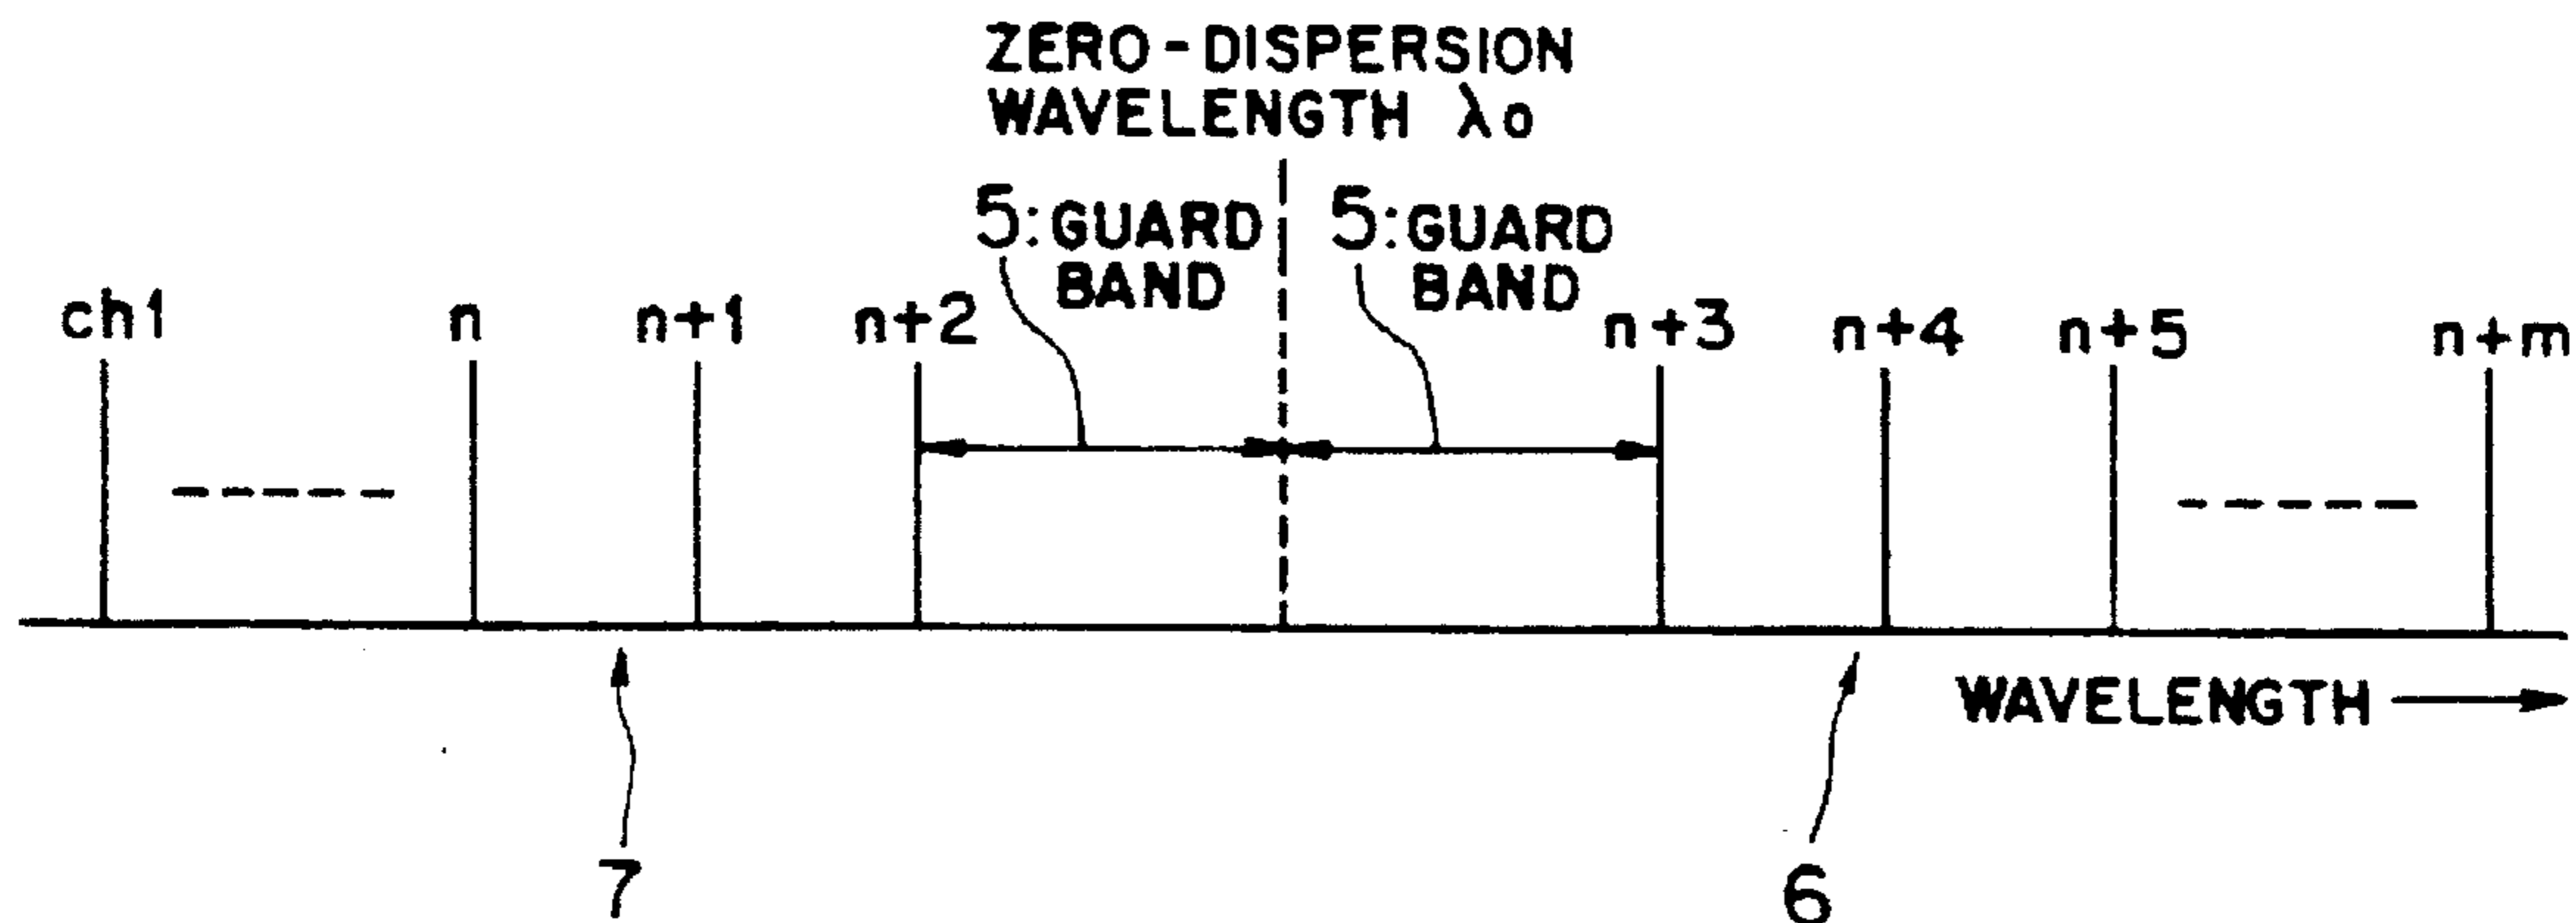 ZERO-DISPERSION
WAVELENGTH λo
5:GUARD
BAND
5:GUARD
BAND
ch1
n
n+1
n+2
n+3
n+4
n+5
n+m
WAVELENGTH
7
6